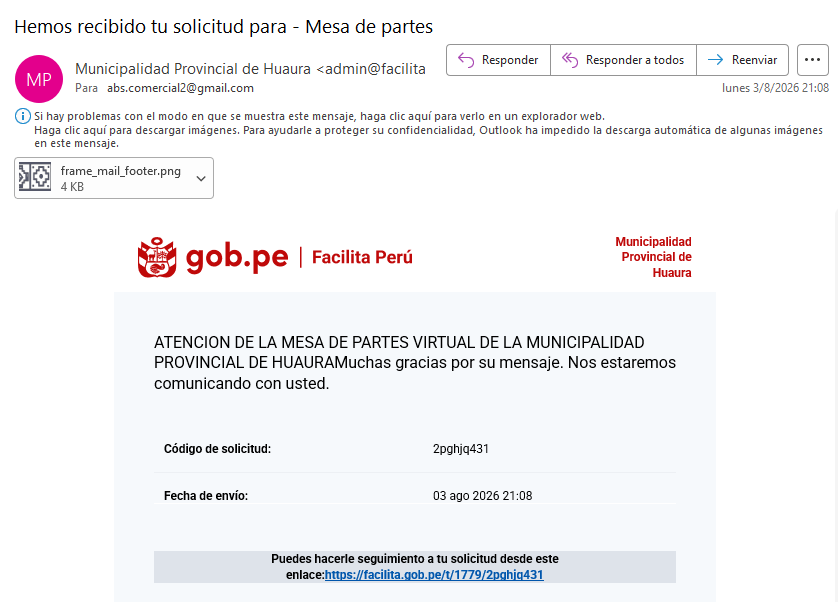 Hemos recibido tu solicitud para - Mesa de partes
MP
Municipalidad Provincial de Huaura <admin@facilita
Responder
Responder a todos
Reenviar
Para abs.comercial2@gmail.com
lunes 3/8/2026 21:08
Si hay problemas con el modo en que se muestra este mensaje, haga clic aquí para verlo en un explorador web.
Haga clic aquí para descargar imágenes. Para ayudarle a proteger su confidencialidad, Outlook ha impedido la descarga automática de algunas imágenes
en este mensaje.
frame_mail_footer.png
4 KB
gob.pe | Facilita Perú
Municipalidad
Provincial de
Huaura
ATENCION DE LA MESA DE PARTES VIRTUAL DE LA MUNICIPALIDAD
PROVINCIAL DE HUAURAMuchas gracias por su mensaje. Nos estaremos
comunicando con usted.
Código de solicitud: 2pghjq431
Fecha de envío: 03 ago 2026 21:08
Puedes hacerle seguimiento a tu solicitud desde este
enlace:https://facilita.gob.pe/t/1779/2pghjq431